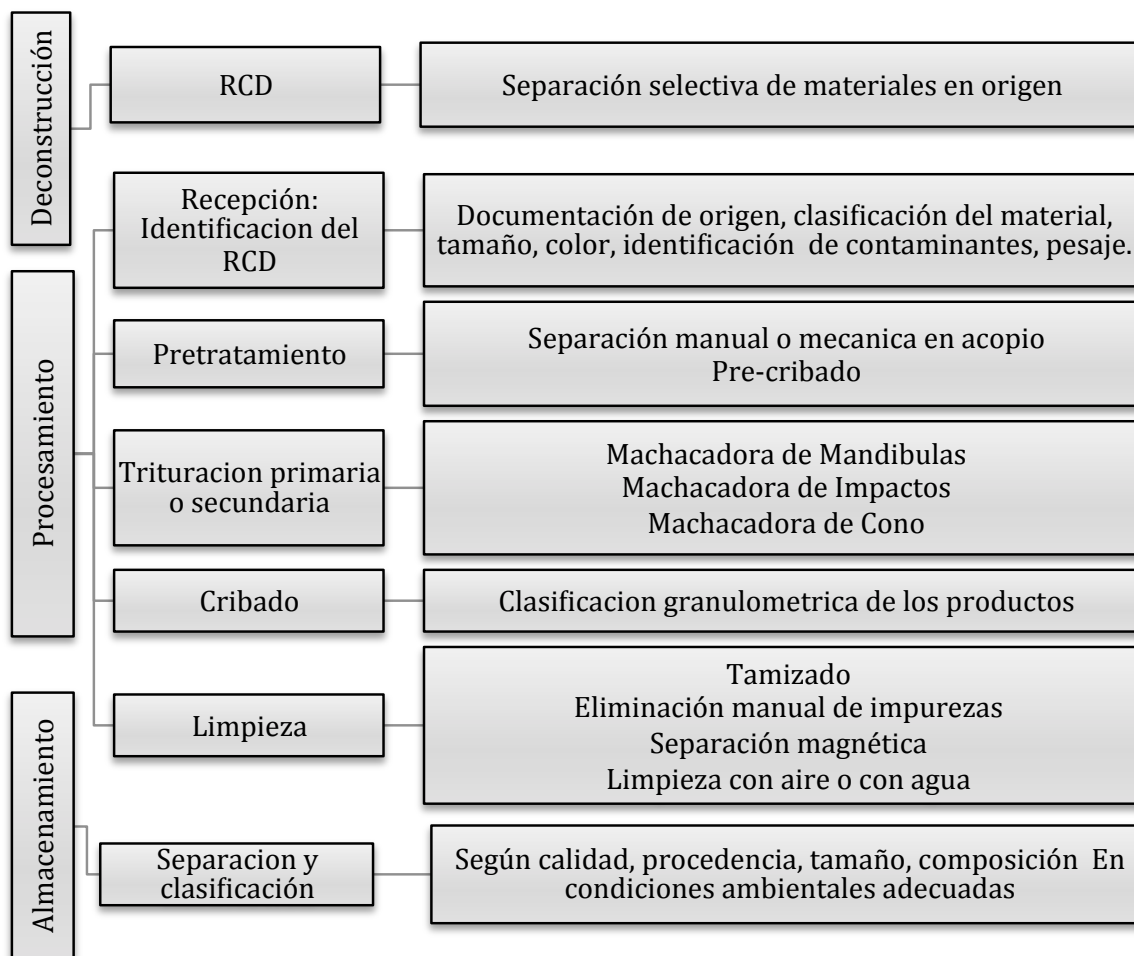 Deconstrucción
RCD
Separación selectiva de materiales en origen
Procesamiento
Recepción:
Identificacion del
RCD
Documentación de origen, clasificación del material,
tamaño, color, identificación de contaminantes, pesaje.
Pretratamiento
Separación manual o mecanica en acopio
Pre-cribado
Trituracion primaria
o secundaria
Machacadora de Mandibulas
Machacadora de Impactos
Machacadora de Cono
Cribado
Clasificacion granulometrica de los productos
Limpieza
Tamizado
Eliminación manual de impurezas
Separación magnética
Limpieza con aire o con agua
Almacenamiento
Separacion y
clasificación
Según calidad, procedencia, tamaño, composición En
condiciones ambientales adecuadas